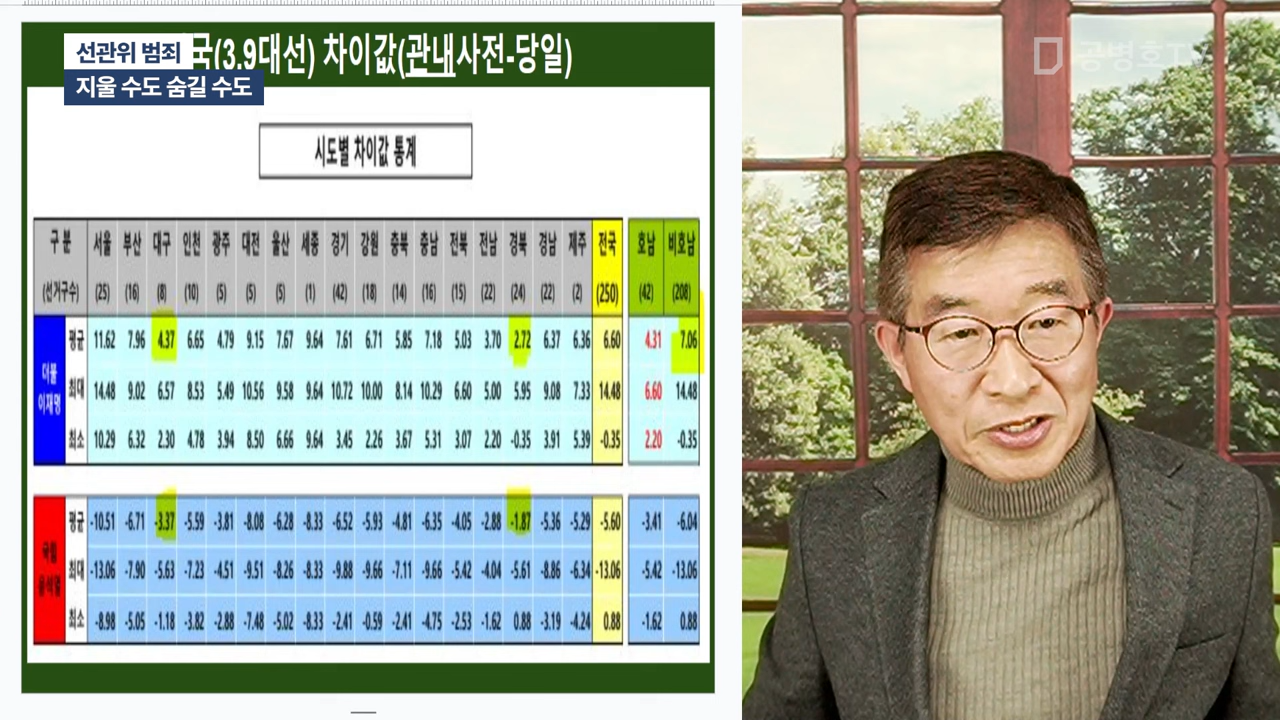 선관위 범죄
지울 수도 숨길 수도
국(3.9대선) 차이값(관내사전-당일)
공병호TV
시도별 차이값 통계
구 분 서울 부산 대구 인천 광주 대전 울산 세종 경기 강원 충북 충남 전북 전남 경북 경남 제주 전국 호남 비호남
(선거구수) (25) (16) (8) (10) (5) (5) (5) (1) (42) (18) (14) (16) (15) (22) (24) (22) (2) (250) (42) (208)
더불 이재명
평균 11.62 7.96 4.37 6.65 4.79 9.15 7.67 9.64 7.61 6.71 5.85 7.18 5.03 3.70 2.72 6.37 6.36 6.60 4.31 7.06
최대 14.48 9.02 6.57 8.53 5.49 10.56 9.58 9.64 10.72 10.00 8.14 10.29 6.60 5.00 5.95 9.08 7.33 14.48 6.60 14.48
최소 10.29 6.32 2.30 4.78 3.94 8.50 6.66 9.64 3.45 2.26 3.67 5.31 3.07 2.20 -0.35 3.91 5.39 -0.35 2.20 -0.35
국힘 윤석열
평균 -10.51 -6.71 -3.37 -5.59 -3.81 -8.08 -6.28 -8.33 -6.52 -5.93 -4.81 -6.35 -4.05 -2.88 -1.87 -5.36 -5.29 -5.60 -3.41 -6.04
최대 -13.06 -7.90 -5.63 -7.23 -4.51 -9.51 -8.26 -8.33 -9.88 -9.66 -7.11 -9.66 -5.42 -4.04 -5.61 -8.86 -6.34 -13.06 -5.42 -13.06
최소 -8.98 -5.05 -1.18 -3.82 -2.88 -7.48 -5.02 -8.33 -2.41 -0.59 -2.41 -4.75 -2.53 -1.62 0.88 -3.19 -4.24 0.88 -1.62 0.88